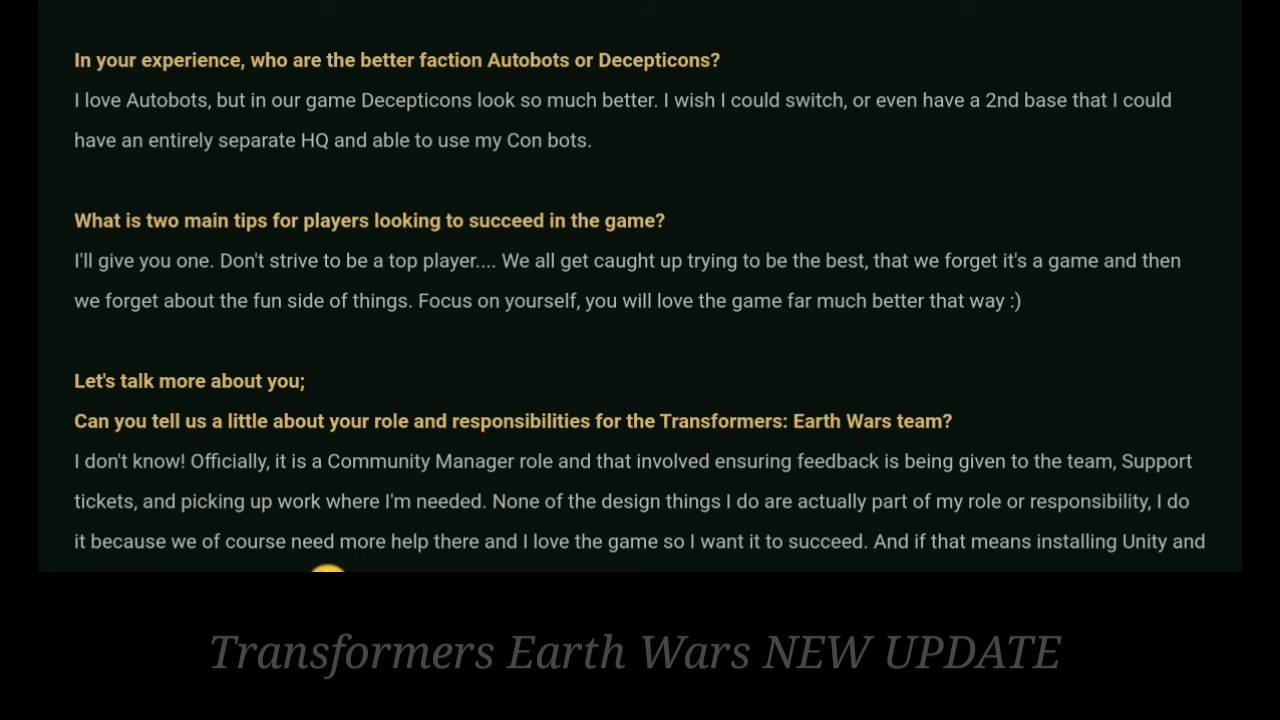 In your experience, who are the better faction Autobots or Decepticons?
I love Autobots, but in our game Decepticons look so much better. I wish I could switch, or even have a 2nd base that I could
have an entirely separate HQ and able to use my Con bots.
What is two main tips for players looking to succeed in the game?
I'll give you one. Don't strive to be a top player.... We all get caught up trying to be the best, that we forget it's a game and then
we forget about the fun side of things. Focus on yourself, you will love the game far much better that way :)
Let's talk more about you;
Can you tell us a little about your role and responsibilities for the Transformers: Earth Wars team?
I don't know! Officially, it is a Community Manager role and that involved ensuring feedback is being given to the team, Support
tickets, and picking up work where I'm needed. None of the design things I do are actually part of my role or responsibility, I do
it because we of course need more help there and I love the game so I want it to succeed. And if that means installing Unity and
Transformers Earth Wars NEW UPDATE